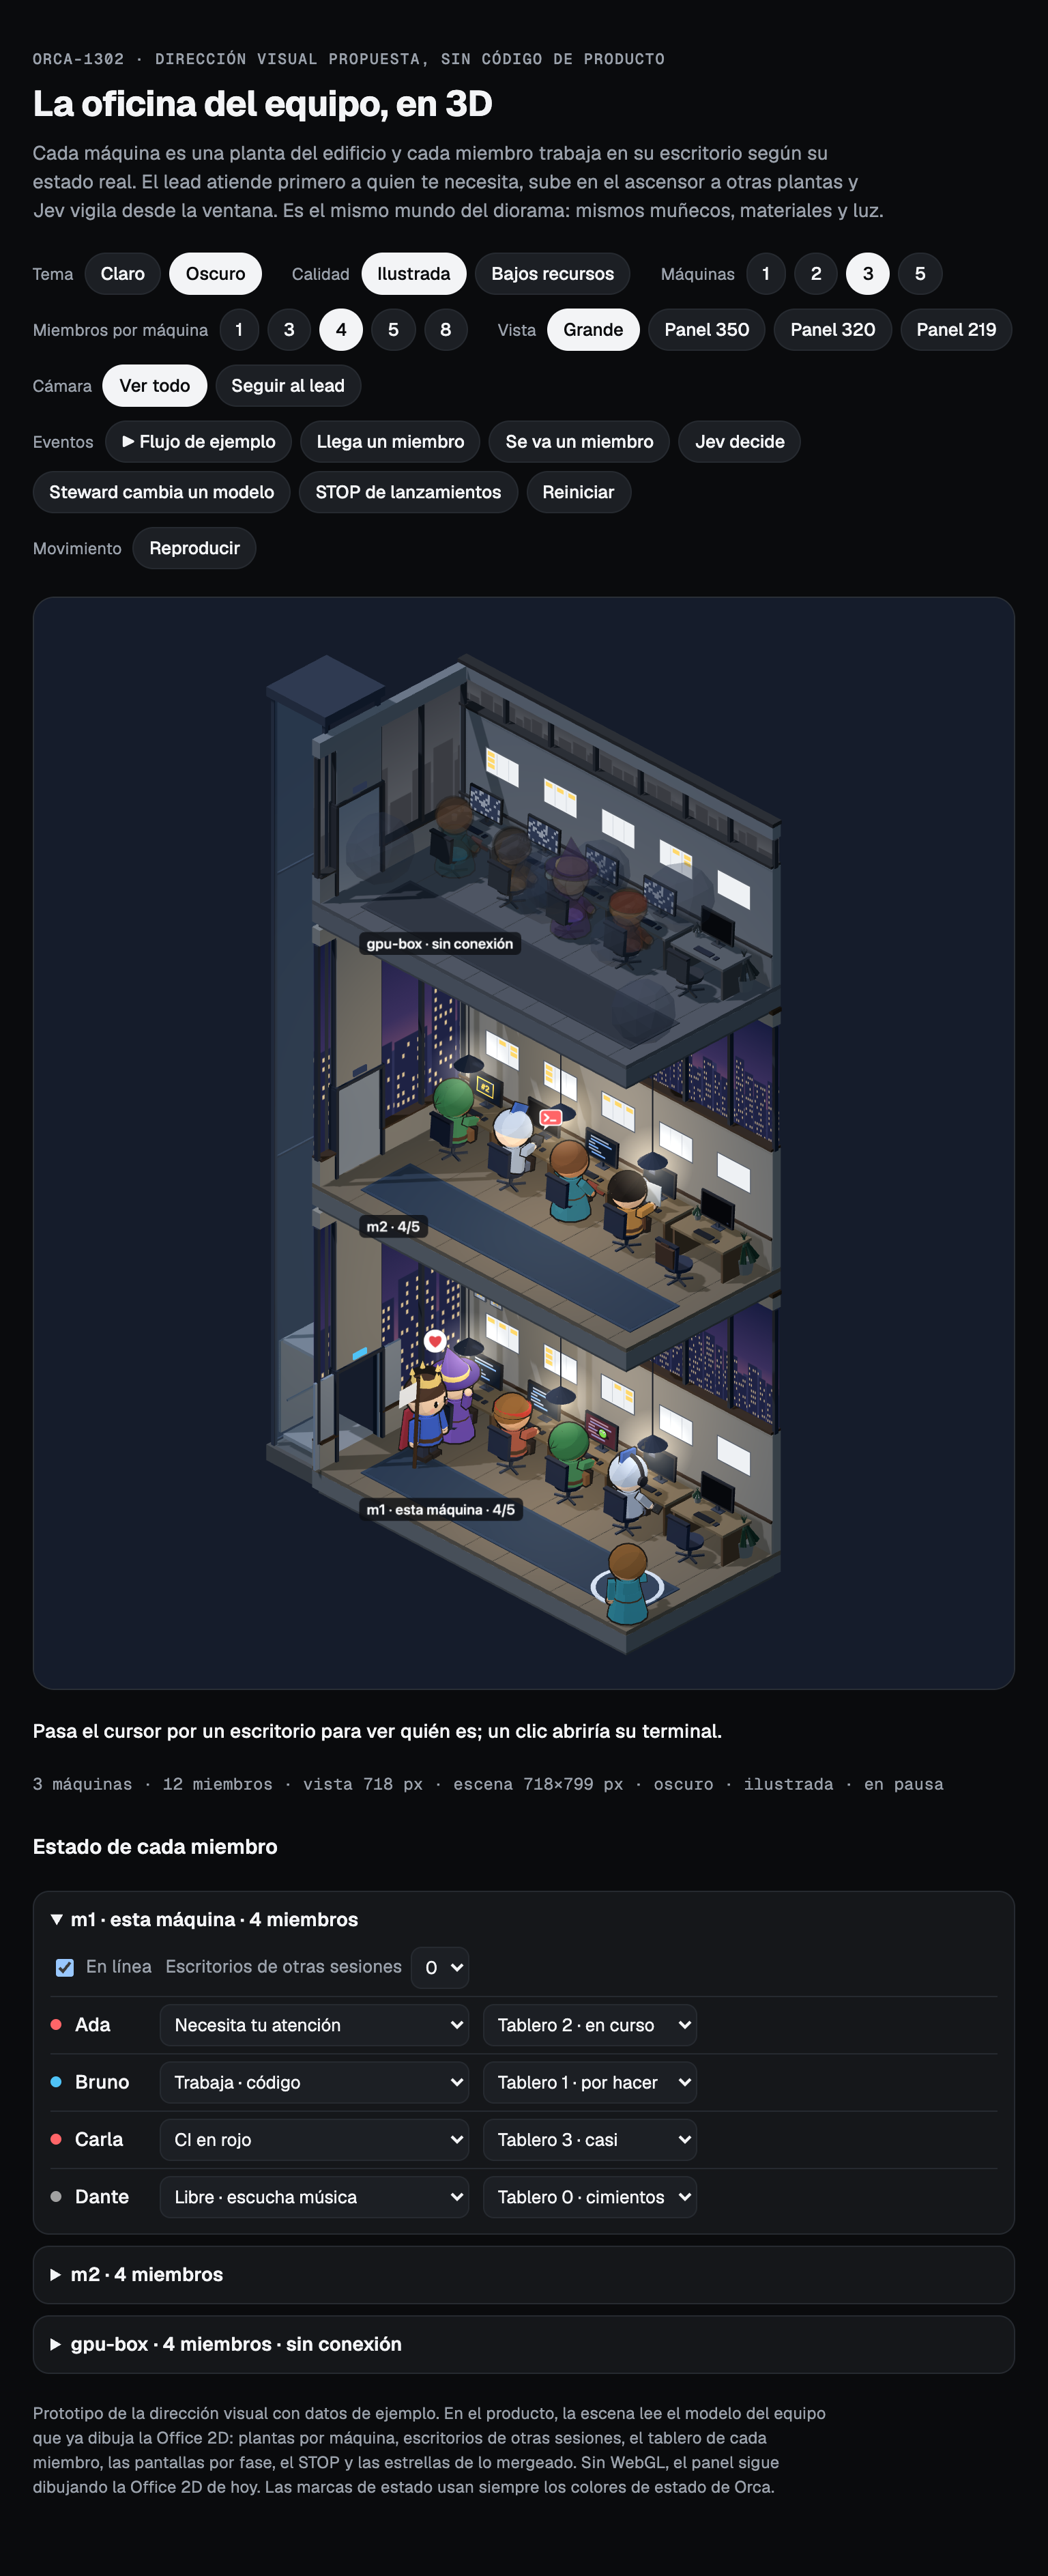 ORCA-1302 · DIRECCIÓN VISUAL PROPUESTA, SIN CÓDIGO DE PRODUCTO
La oficina del equipo, en 3D
Cada máquina es una planta del edificio y cada miembro trabaja en su escritorio según su
estado real. El lead atiende primero a quien te necesita, sube en el ascensor a otras plantas y
Jev vigila desde la ventana. Es el mismo mundo del diorama: mismos muñecos, materiales y luz.
Tema Claro Oscuro Calidad Ilustrada Bajos recursos Máquinas 1 2 3 5
Miembros por máquina 1 3 4 5 8 Vista Grande Panel 350 Panel 320 Panel 219
Cámara Ver todo Seguir al lead
Eventos ▶ Flujo de ejemplo Llega un miembro Se va un miembro Jev decide
Steward cambia un modelo STOP de lanzamientos Reiniciar
Movimiento Reproducir
gpu-box · sin conexión
#2
m2 · 4/5
m1 · esta máquina · 4/5
Pasa el cursor por un escritorio para ver quién es; un clic abriría su terminal.
3 máquinas · 12 miembros · vista 718 px · escena 718×799 px · oscuro · ilustrada · en pausa
Estado de cada miembro
▼ m1 · esta máquina · 4 miembros
En línea Escritorios de otras sesiones 0
Ada Necesita tu atención Tablero 2 · en curso
Bruno Trabaja · código Tablero 1 · por hacer
Carla CI en rojo Tablero 3 · casi
Dante Libre · escucha música Tablero 0 · cimientos
▶ m2 · 4 miembros
▶ gpu-box · 4 miembros · sin conexión
Prototipo de la dirección visual con datos de ejemplo. En el producto, la escena lee el modelo del equipo
que ya dibuja la Office 2D: plantas por máquina, escritorios de otras sesiones, el tablero de cada
miembro, las pantallas por fase, el STOP y las estrellas de lo mergeado. Sin WebGL, el panel sigue
dibujando la Office 2D de hoy. Las marcas de estado usan siempre los colores de estado de Orca.